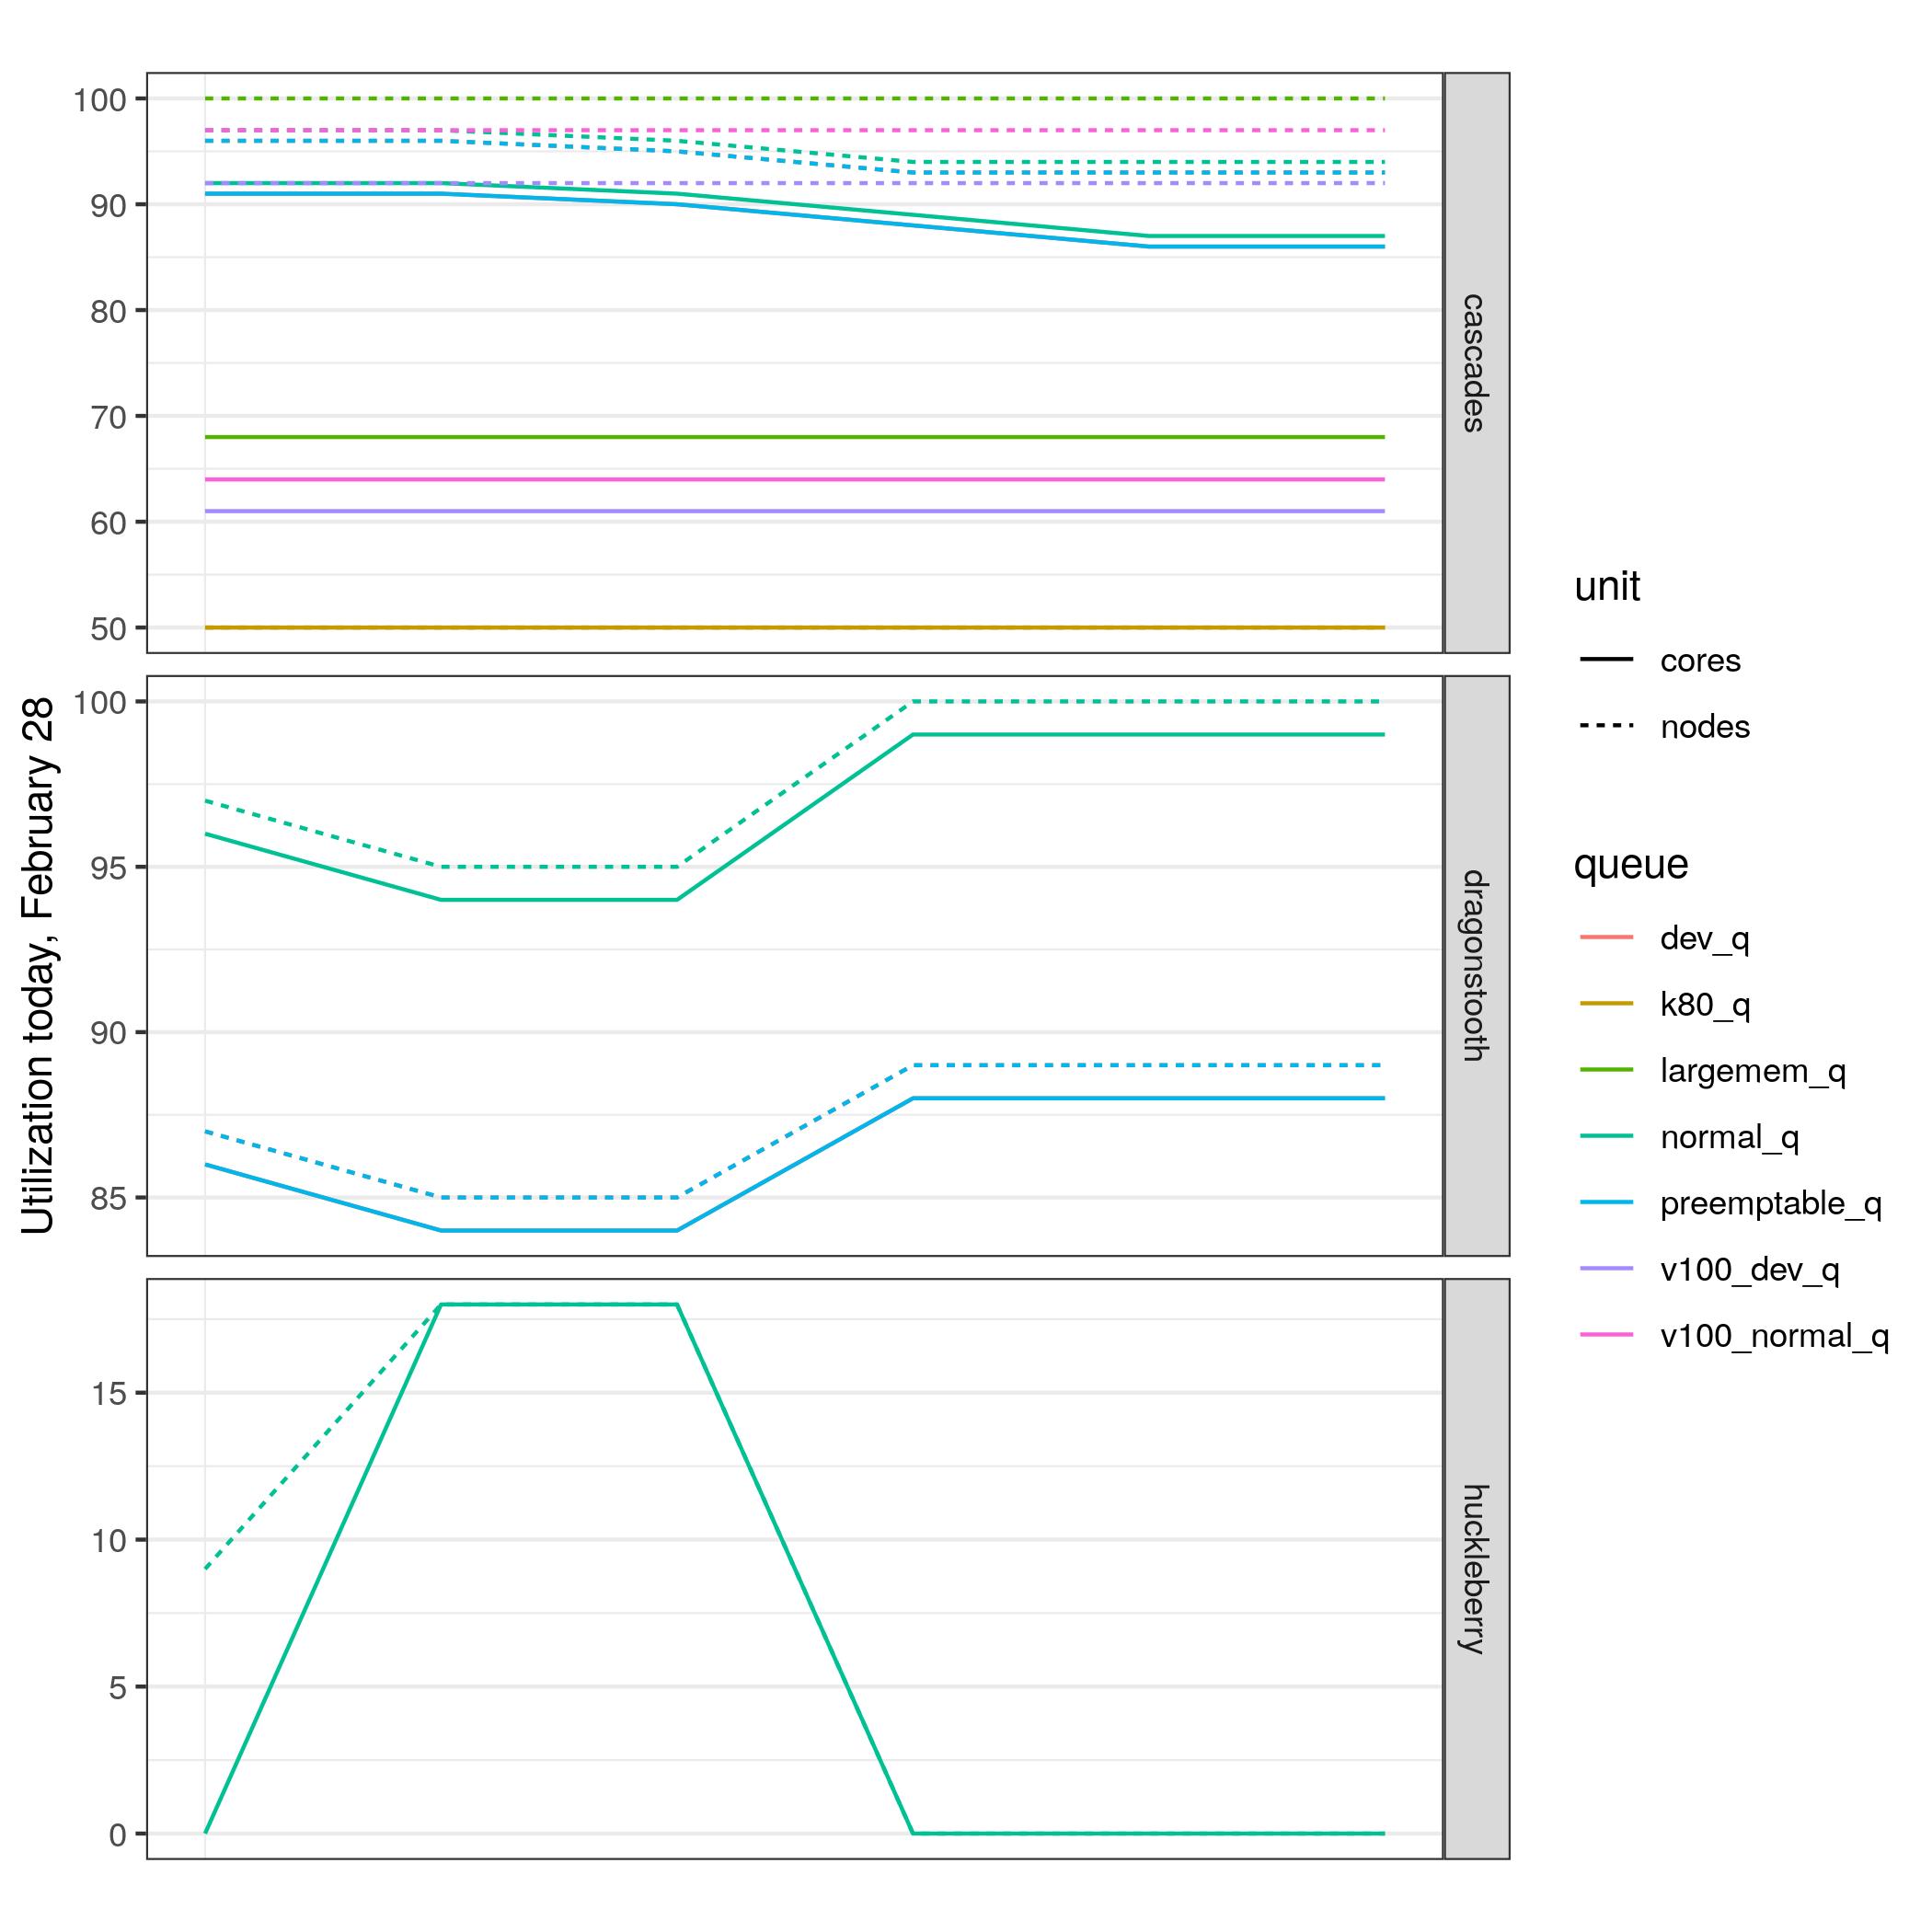 Utilization today, February 28
100
90
80
70
60
50
cascades
100
95
90
85
dragonstooth
15
10
5
0
huckleberry
unit
cores
nodes
queue
dev_q
k80_q
largemem_q
normal_q
preemptable_q
v100_dev_q
v100_normal_q